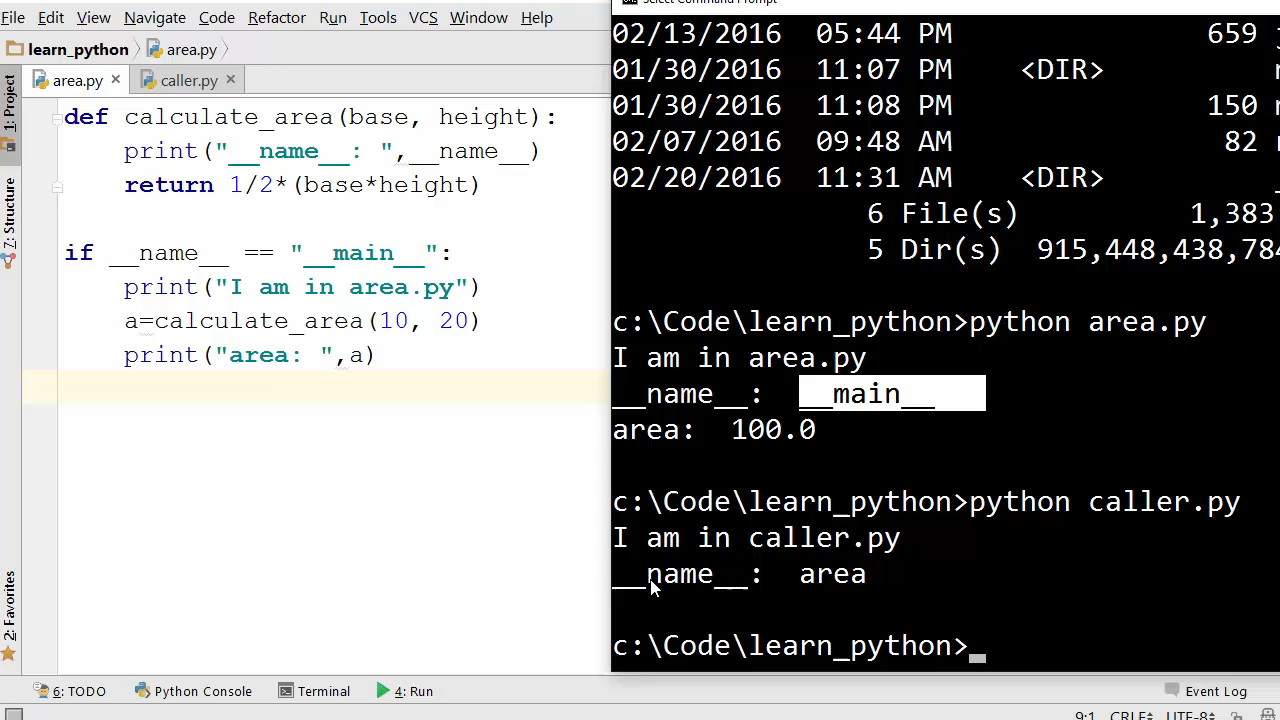 File Edit View Navigate Code Refactor Run Tools VCS Window Help
learn_python area.py
area.py caller.py
1: Project
7: Structure
2: Favorites
def calculate_area(base, height):
print("__name__: ",__name__)
return 1/2*(base*height)
if __name__ == "__main__":
print("I am in area.py")
a=calculate_area(10, 20)
print("area: ",a)
Select Command Prompt
02/13/2016 05:44 PM 659
01/30/2016 11:07 PM <DIR>
01/30/2016 11:08 PM 150
02/07/2016 09:48 AM 82
02/20/2016 11:31 AM <DIR>
6 File(s) 1,383
5 Dir(s) 915,448,438,784
c:\Code\learn_python>python area.py
I am in area.py
__name__: __main__
area: 100.0
c:\Code\learn_python>python caller.py
I am in caller.py
__name__: area
c:\Code\learn_python>
6: TODO Python Console Terminal 4: Run Event Log
9:1 CRLF UTF-8